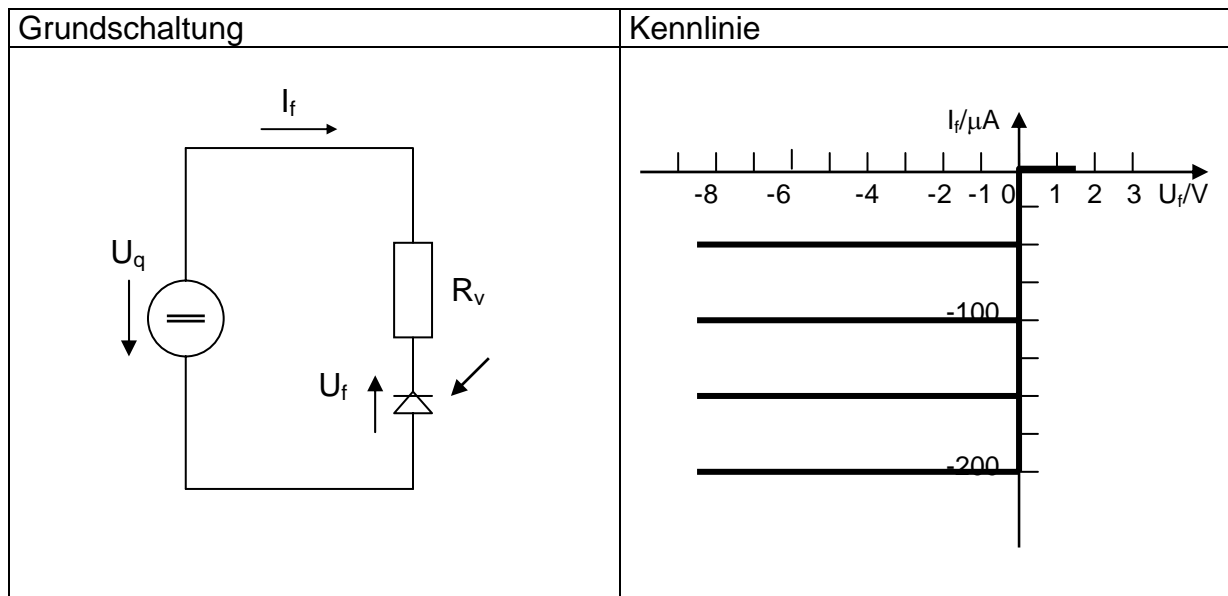 Grundschaltung
Kennlinie
I_f
U_q
R_v
U_f
I_f/μA
-8 -6 -4 -2 -1 0 1 2 3 U_f/V
-100
-200